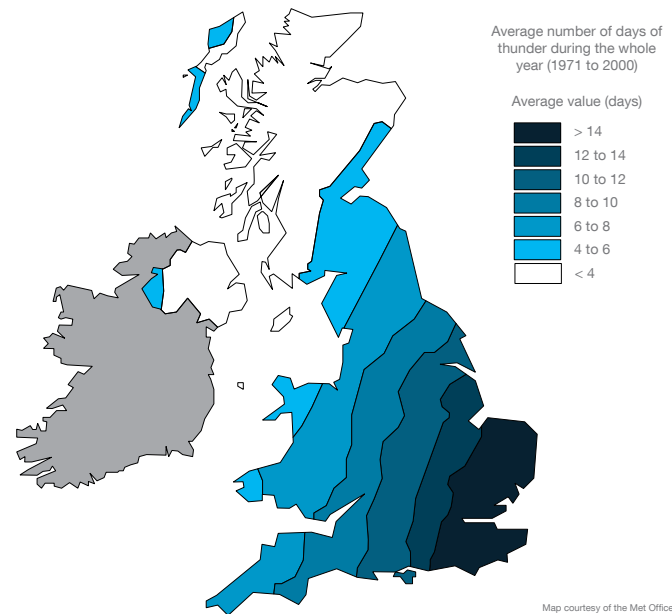 Average number of days of
thunder during the whole
year (1971 to 2000)
Average value (days)
> 14
12 to 14
10 to 12
8 to 10
6 to 8
4 to 6
< 4
Map courtesy of the Met Office